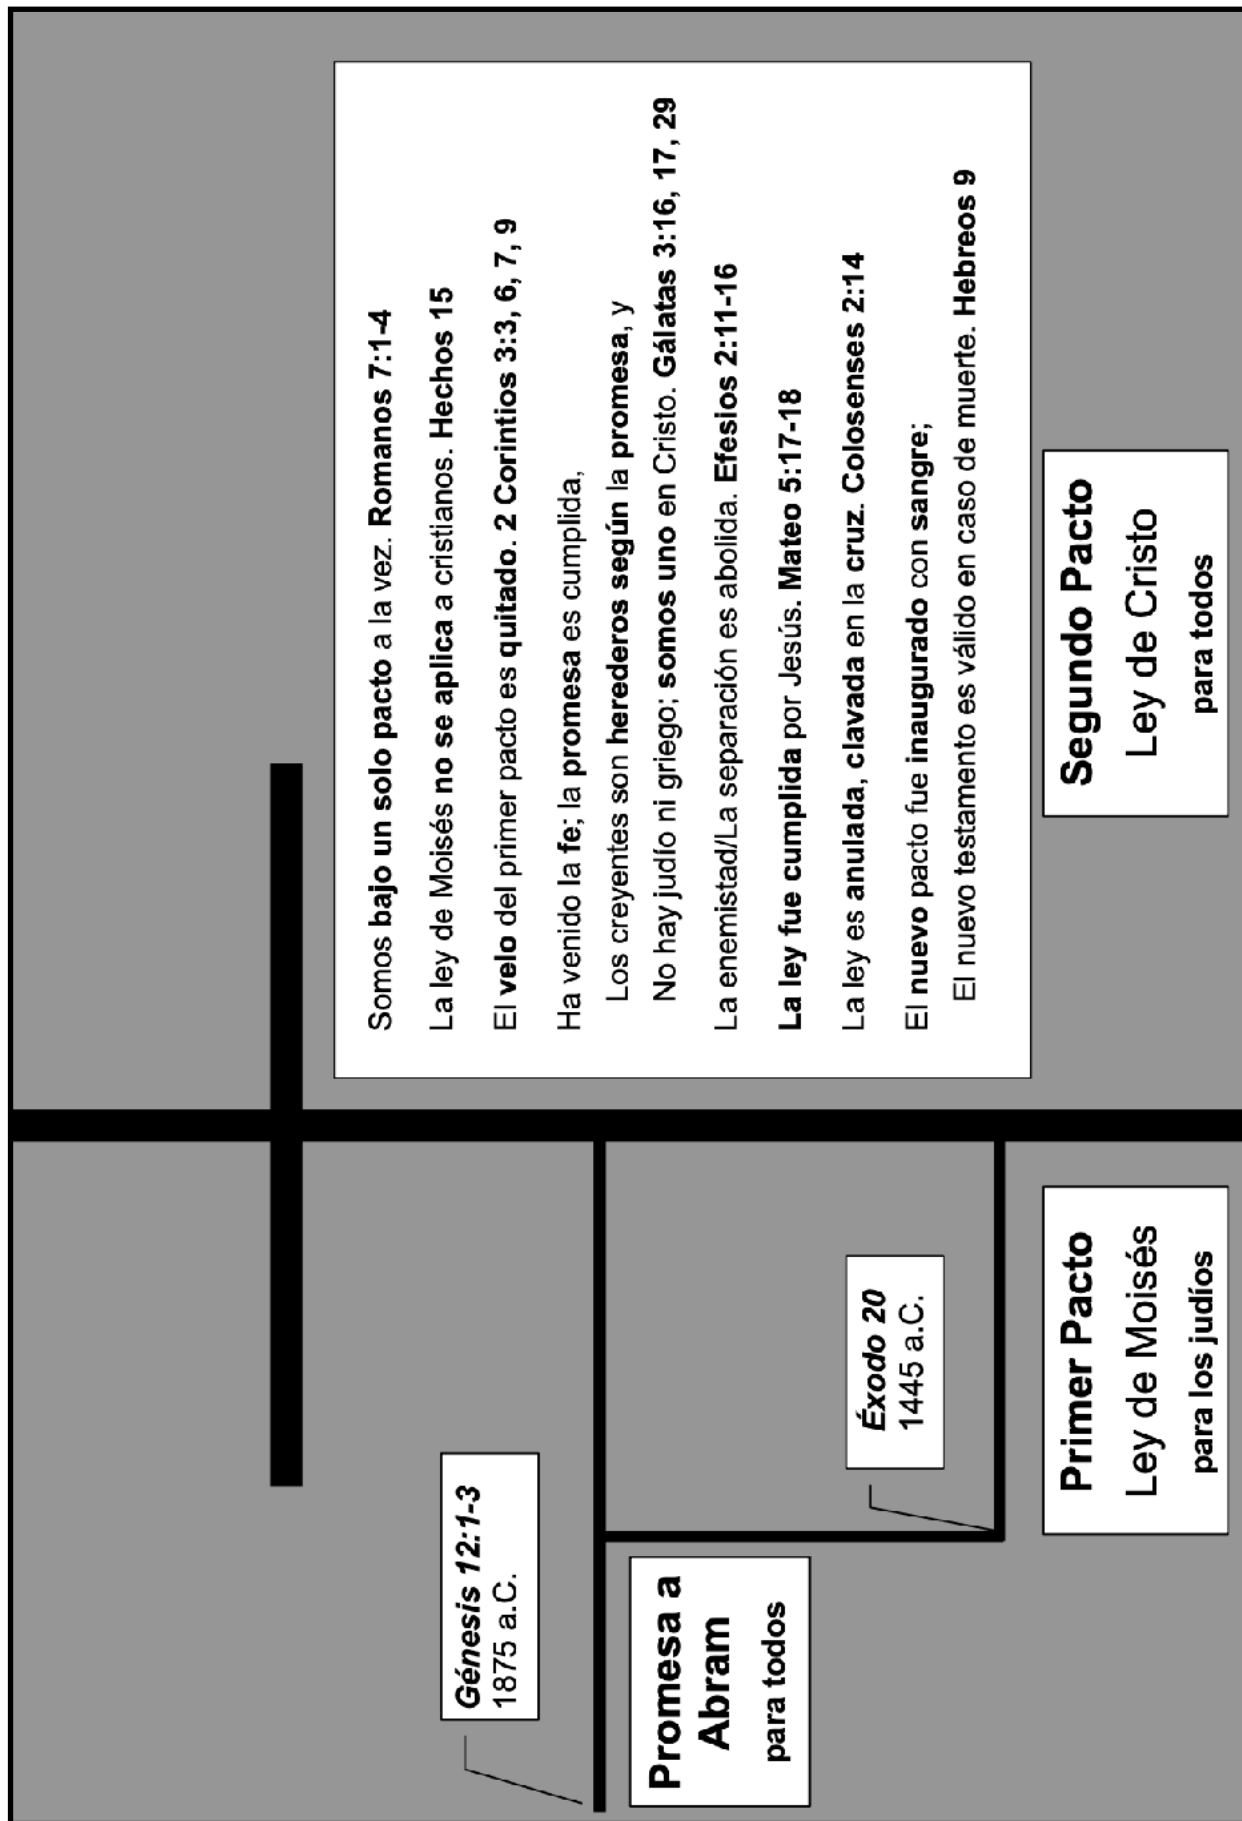 Génesis 12:1-3
1875 a.C.
Promesa a
Abram
para todos
Éxodo 20
1445 a.C.
Primer Pacto
Ley de Moisés
para los judíos
Somos bajo un solo pacto a la vez. Romanos 7:1-4
La ley de Moisés no se aplica a cristianos. Hechos 15
El velo del primer pacto es quitado. 2 Corintios 3:3, 6, 7, 9
Ha venido la fe; la promesa es cumplida,
Los creyentes son herederos según la promesa, y
No hay judío ni griego; somos uno en Cristo. Gálatas 3:16, 17, 29
La enemistad/La separación es abolida. Efesios 2:11-16
La ley fue cumplida por Jesús. Mateo 5:17-18
La ley es anulada, clavada en la cruz. Colosenses 2:14
El nuevo pacto fue inaugurado con sangre;
El nuevo testamento es válido en caso de muerte. Hebreos 9
Segundo Pacto
Ley de Cristo
para todos